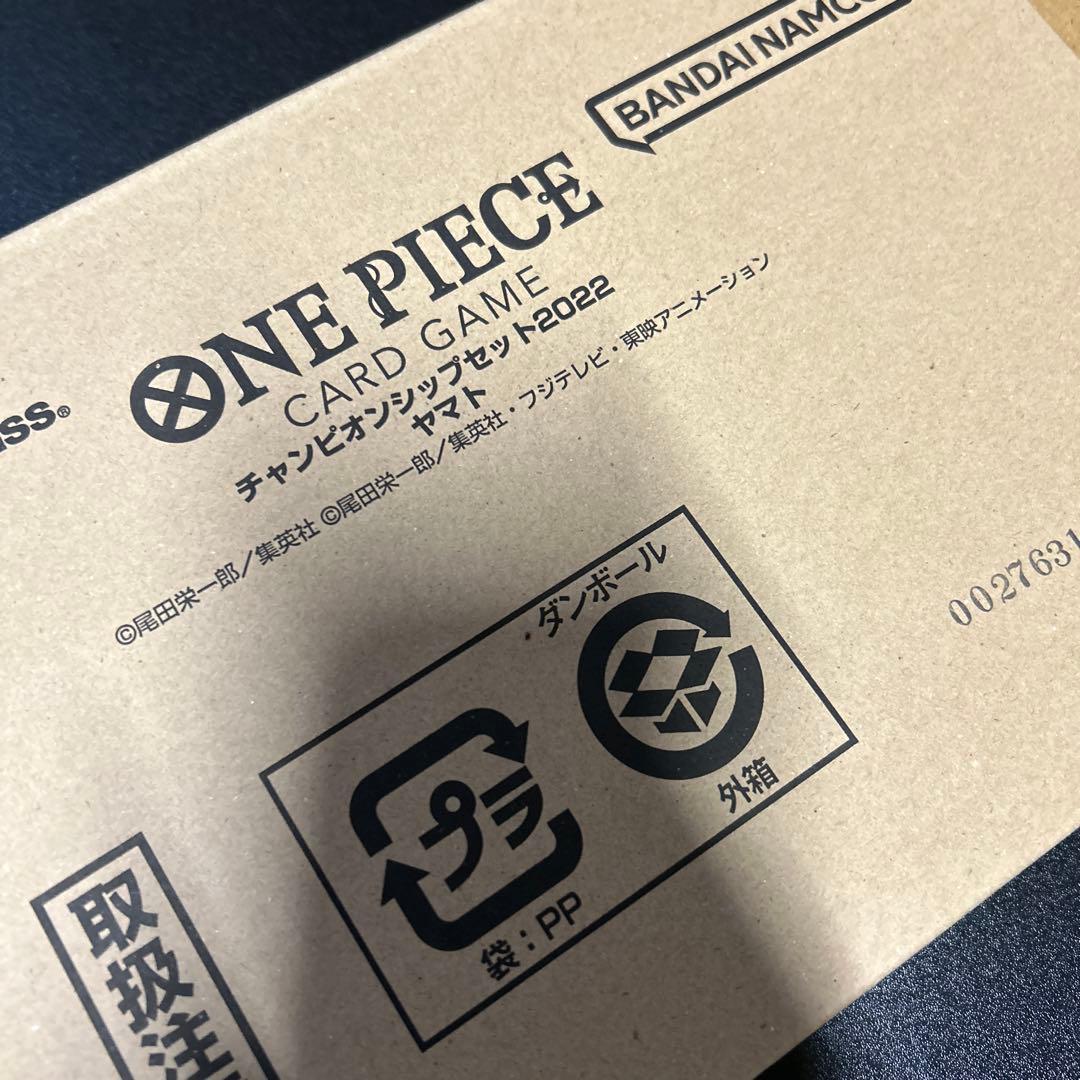 BANDAI NAMCO
ONE PIECE
CARD GAME
チャンピオンシップセット2022
ヤマト
©尾田栄一郎/集英社 ©尾田栄一郎/集英社・フジテレビ・東映アニメーション
0027631
ダンボール
外箱
プラ
袋:PP
取扱注